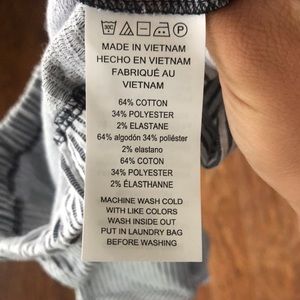 30C P
MADE IN VIETNAM
HECHO EN VIETNAM
FABRIQUÉ AU
VIETNAM
64% COTTON
34% POLYESTER
2% ELASTANE
64% algodón 34% poliéster
2% elastano
64% COTON
34% POLYESTER
2% ÉLASTHANNE
MACHINE WASH COLD
WITH LIKE COLORS
WASH INSIDE OUT
PUT IN LAUNDRY BAG
BEFORE WASHING